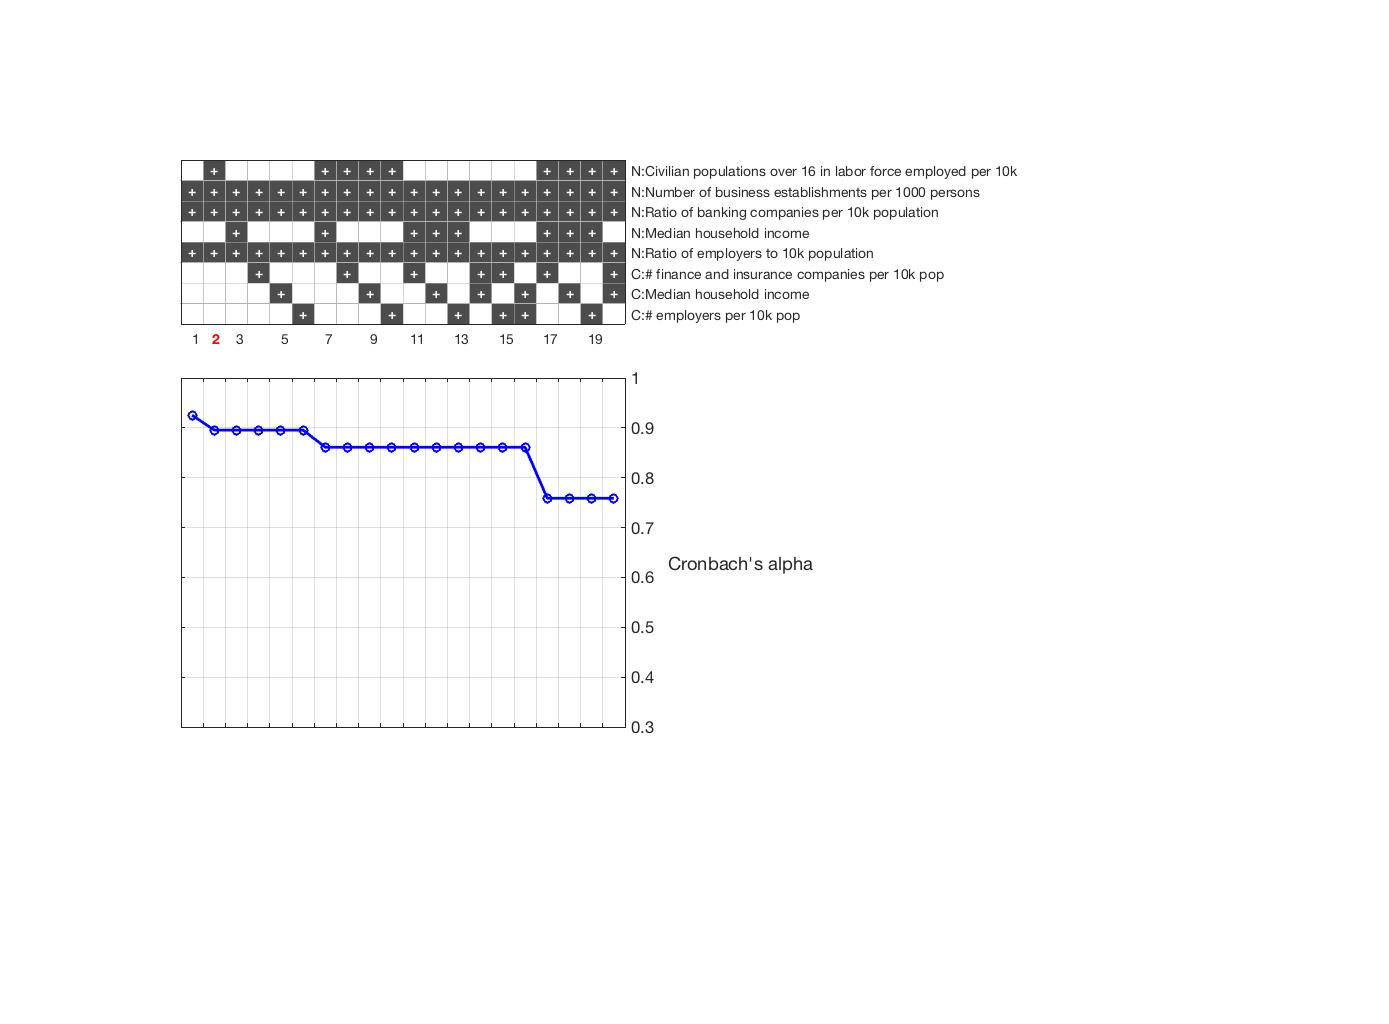 N:Civilian populations over 16 in labor force employed per 10k
N:Number of business establishments per 1000 persons
N:Ratio of banking companies per 10k population
N:Median household income
N:Ratio of employers to 10k population
C:# finance and insurance companies per 10k pop
C:Median household income
C:# employers per 10k pop
1 2 3 5 7 9 11 13 15 17 19
1
0.9
0.8
0.7
Cronbach's alpha
0.6
0.5
0.4
0.3